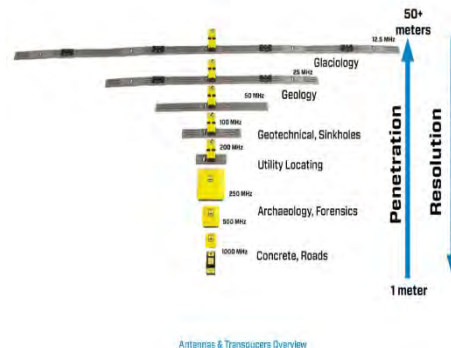 50+
meters
12.5 MHz
Glaciology
25 MHz
Geology
50 MHz
100 MHz
Geotechnical, Sinkholes
200 MHz
Utility Locating
250 MHz
Archaeology, Forensics
500 MHz
1000 MHz
Concrete, Roads
Penetration
Resolution
1 meter
Antennas & Transducers Overview